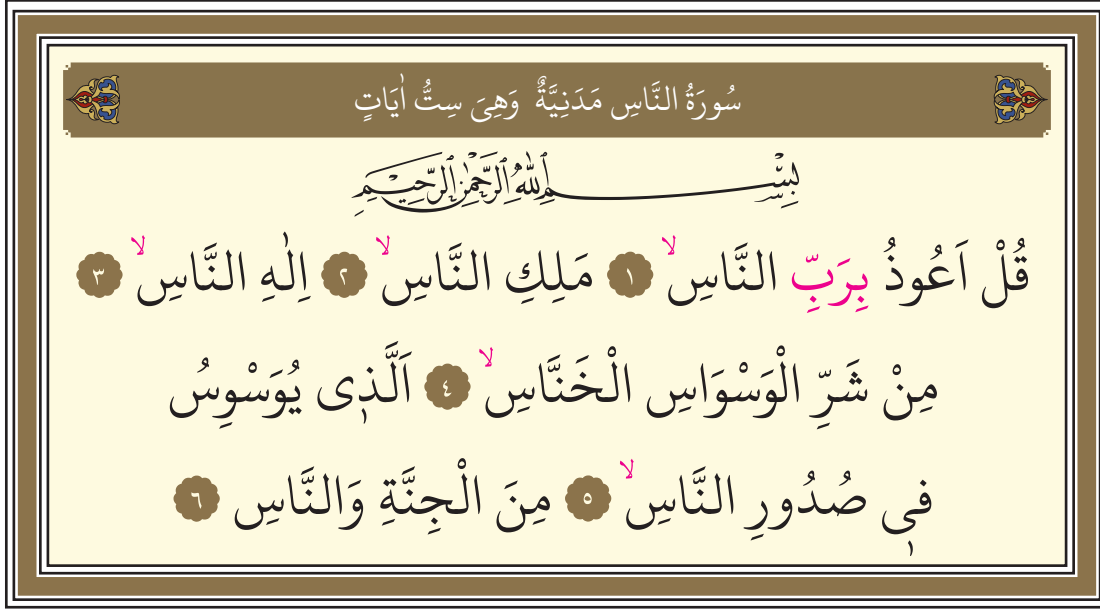 سُورَةُ النَّاسِ مَدَنِيَّةٌ وَهِىَ سِتُّ اٰيَاتٍ
بِسْمِ اللّٰهِ الرَّحْمٰنِ الرَّحِيمِ
قُلْ اَعُوذُ بِرَبِّ النَّاسِۙ ١ مَلِكِ النَّاسِۙ ٢ اِلٰهِ النَّاسِۙ ٣
مِنْ شَرِّ الْوَسْوَاسِ الْخَنَّاسِۙ ٤ اَلَّذٖى يُوَسْوِسُ
فٖى صُدُورِ النَّاسِۙ ٥ مِنَ الْجِنَّةِ وَالنَّاسِ ٦